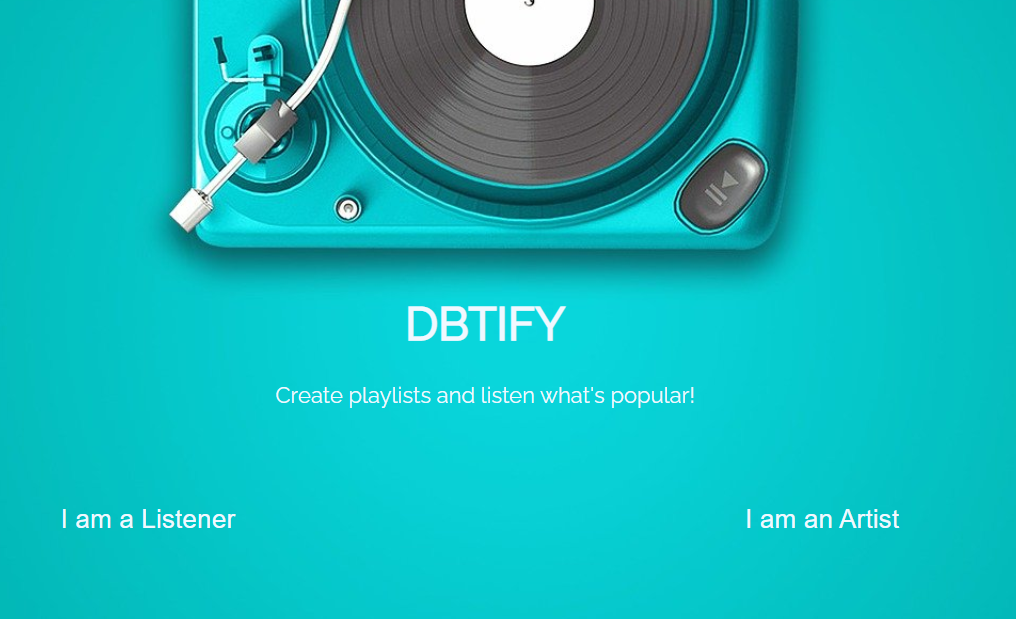 DBTIFY
Create playlists and listen what's popular!
I am a Listener
I am an Artist